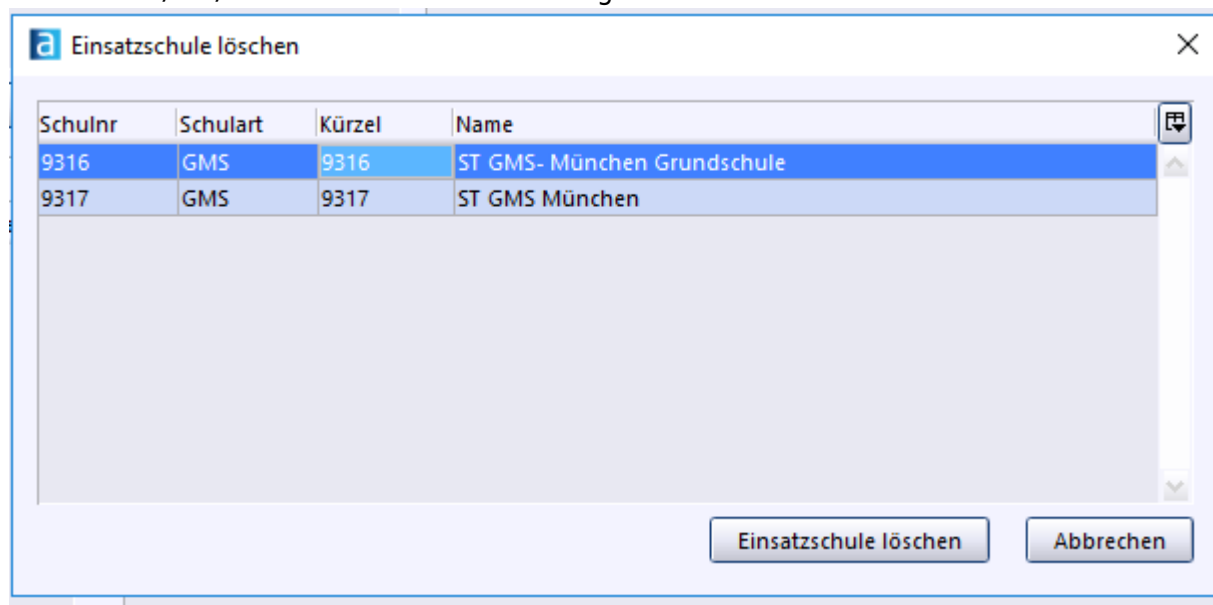 Einsatzschule löschen
Schulnr Schulart Kürzel Name
9316 GMS 9316 ST GMS- München Grundschule
9317 GMS 9317 ST GMS München
Einsatzschule löschen Abbrechen